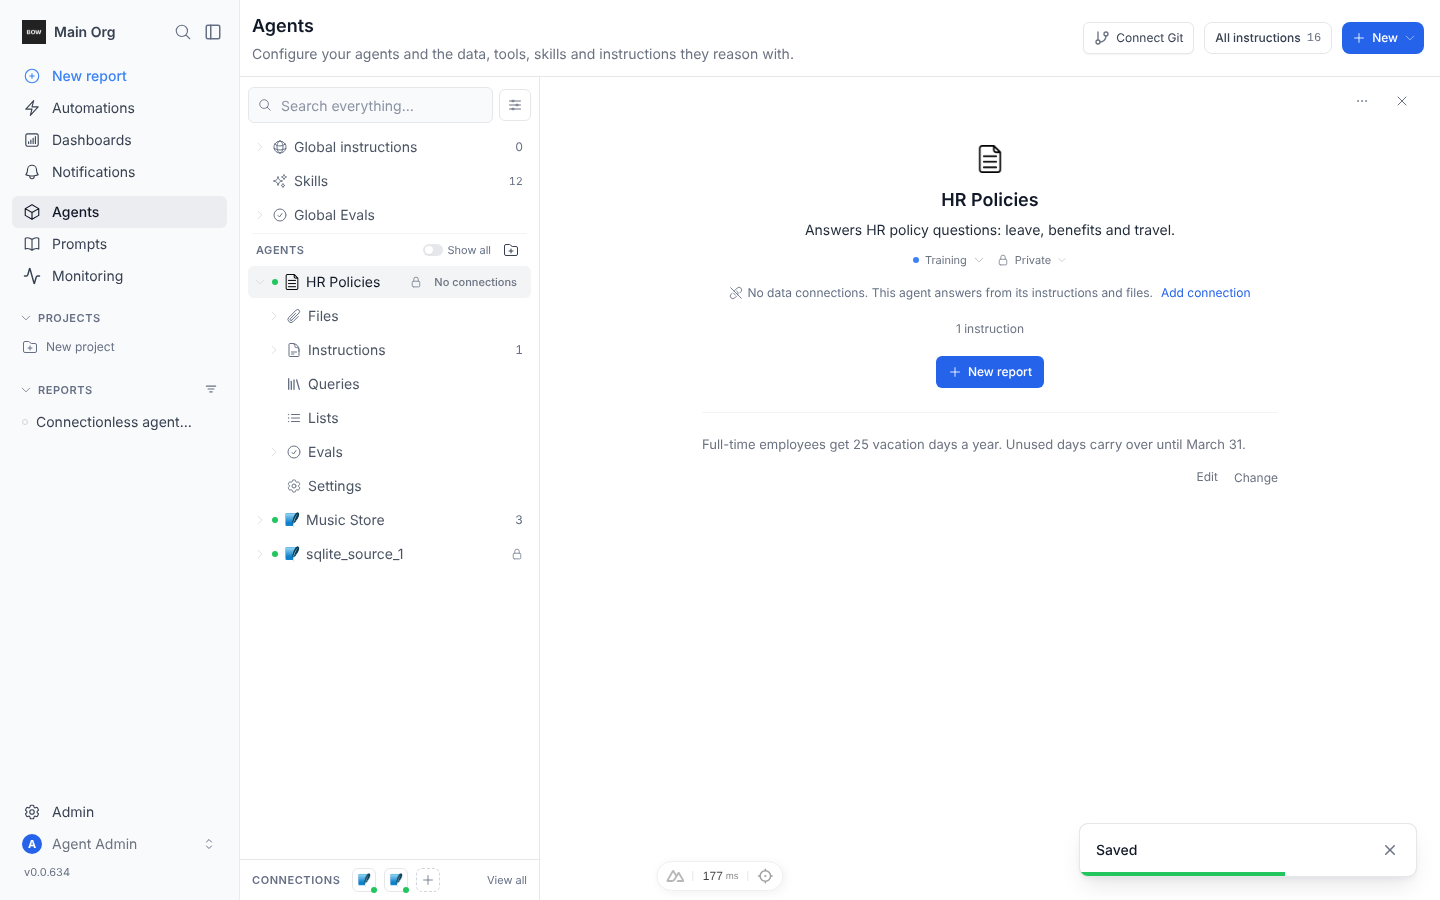 BOW Main Org
New report
Automations
Dashboards
Notifications
Agents
Prompts
Monitoring
PROJECTS
New project
REPORTS
Connectionless agent...
Admin
A Agent Admin
v0.0.634
Agents
Configure your agents and the data, tools, skills and instructions they reason with.
Connect Git
All instructions 16
New
Search everything...
Global instructions 0
Skills 12
Global Evals
AGENTS Show all
HR Policies No connections
Files
Instructions 1
Queries
Lists
Evals
Settings
Music Store 3
sqlite_source_1
CONNECTIONS View all
HR Policies
Answers HR policy questions: leave, benefits and travel.
Training Private
No data connections. This agent answers from its instructions and files. Add connection
1 instruction
New report
Full-time employees get 25 vacation days a year. Unused days carry over until March 31.
Edit Change
177 ms
Saved